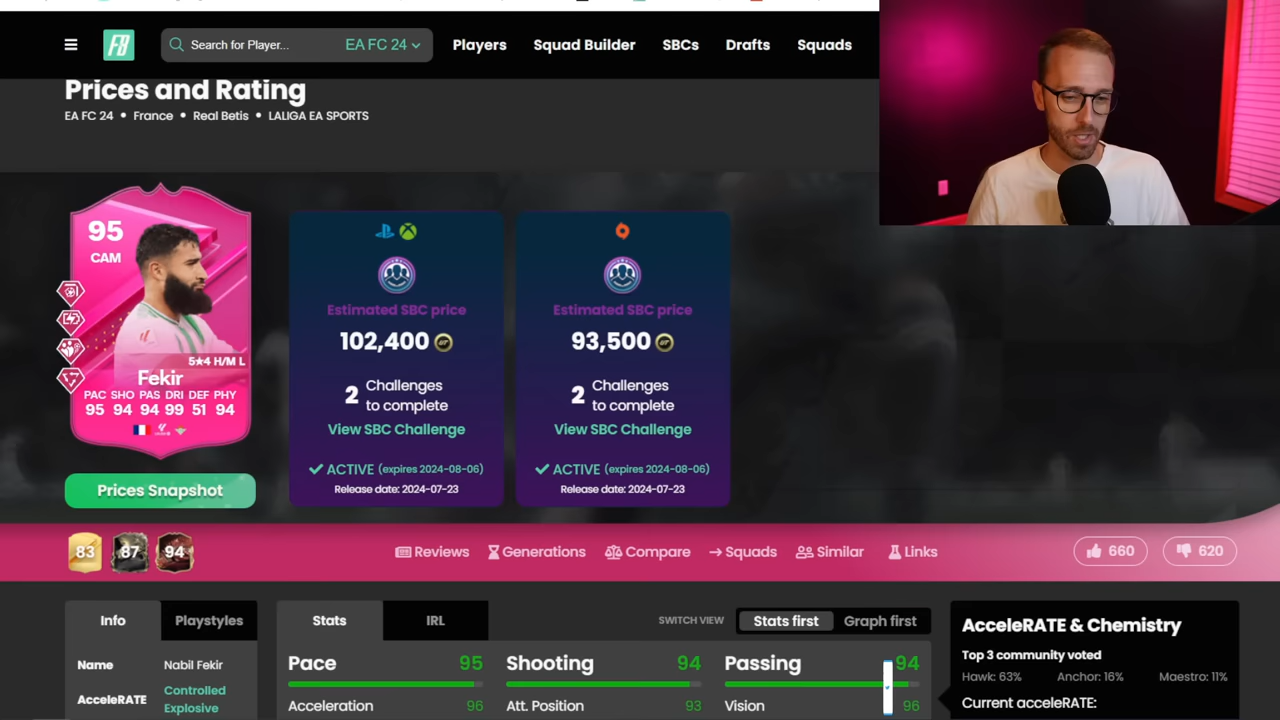 FB
Search for Player...
EA FC 24
Players
Squad Builder
SBCs
Drafts
Squads
Prices and Rating
EA FC 24 • France • Real Betis • LALIGA EA SPORTS
95
CAM
5★4 H/M L
Fekir
PAC SHO PAS DRI DEF PHY
95 94 94 99 51 94
Estimated SBC price
102,400
2 Challenges
to complete
View SBC Challenge
ACTIVE (expires 2024-08-06)
Release date: 2024-07-23
Estimated SBC price
93,500
2 Challenges
to complete
View SBC Challenge
ACTIVE (expires 2024-08-06)
Release date: 2024-07-23
Prices Snapshot
83
87
94
Reviews
Generations
Compare
→ Squads
Similar
Links
660
620
Info
Playstyles
Name
Nabil Fekir
AcceleRATE
Controlled
Explosive
Stats
IRL
SWITCH VIEW
Stats first
Graph first
Pace 95
Acceleration 96
Shooting 94
Att. Position 93
Passing 94
Vision 96
AcceleRATE & Chemistry
Top 3 community voted
Hawk: 63%
Anchor: 16%
Maestro: 11%
Current acceleRATE: